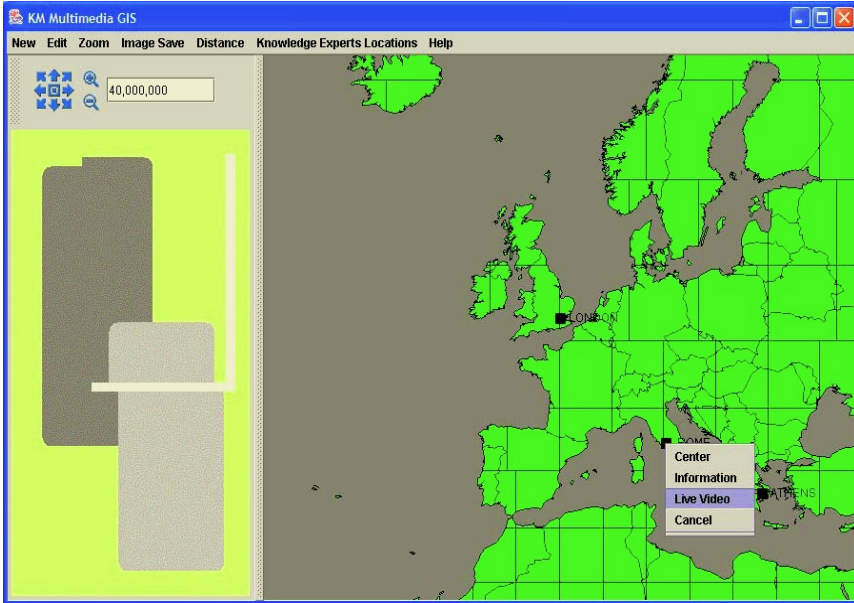 KM Multimedia GIS
New Edit Zoom Image Save Distance Knowledge Experts Locations Help
40,000,000
LONDON
ROME
Center
Information
Live Video
ATHENS
Cancel